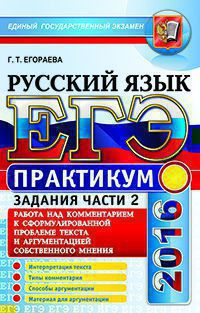 ЕДИНЫЙ ГОСУДАРСТВЕННЫЙ ЭКЗАМЕН
Г. Т. ЕГОРАЕВА
РУССКИЙ ЯЗЫК
ЕГЭ
ПРАКТИКУМ
ЗАДАНИЯ ЧАСТИ 2
РАБОТА НАД КОММЕНТАРИЕМ
К СФОРМУЛИРОВАННОЙ
ПРОБЛЕМЕ ТЕКСТА
И АРГУМЕНТАЦИЕЙ
СОБСТВЕННОГО МНЕНИЯ
2016
Интерпретация текста
Типы комментария
Способы аргументации
Материал для аргументации